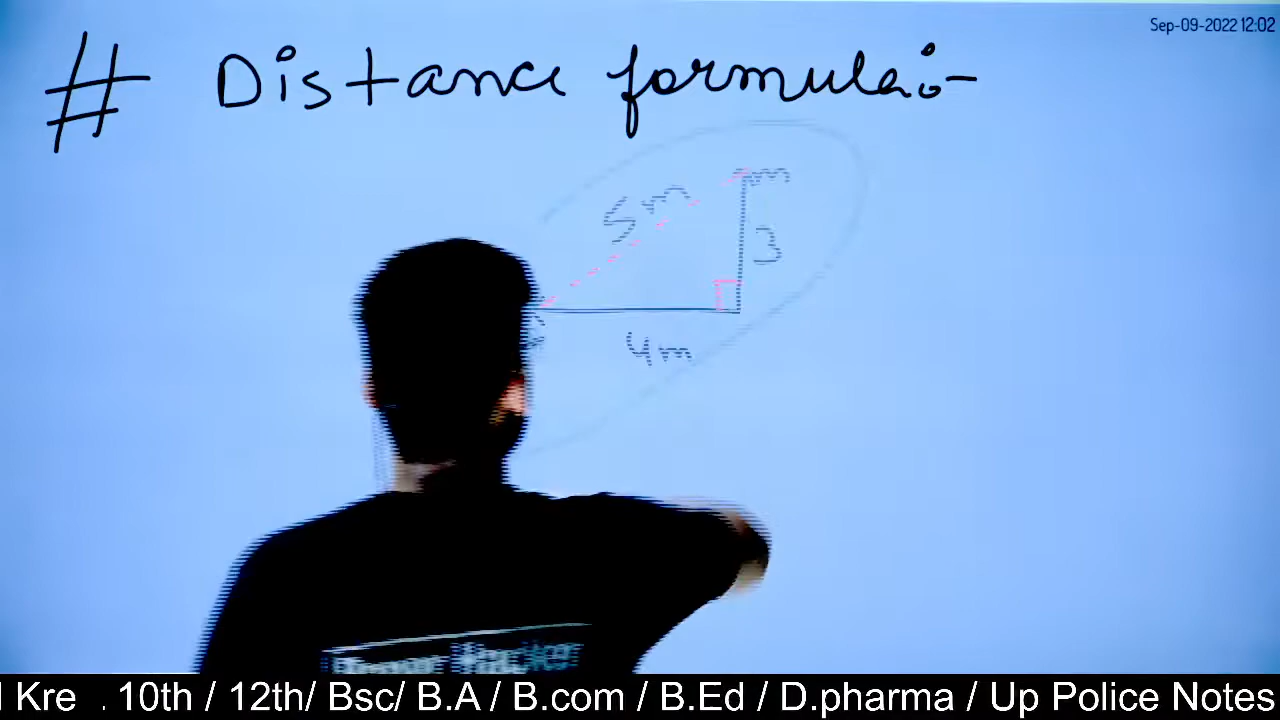 Sep-09-2022 12:02
# Distance formula:-
5m
m
3
4m
l Kre . 10th / 12th/ Bsc/ B.A / B.com / B.Ed / D.pharma / Up Police Notes